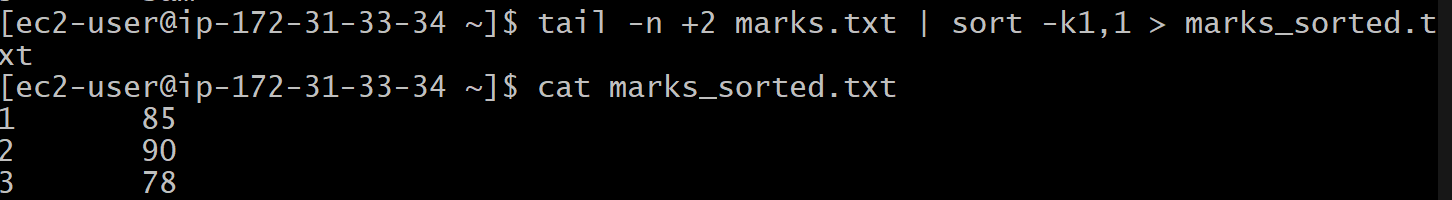 [ec2-user@ip-172-31-33-34 ~]$ tail -n +2 marks.txt | sort -k1,1 > marks_sorted.t
xt
[ec2-user@ip-172-31-33-34 ~]$ cat marks_sorted.txt
1       85
2       90
3       78